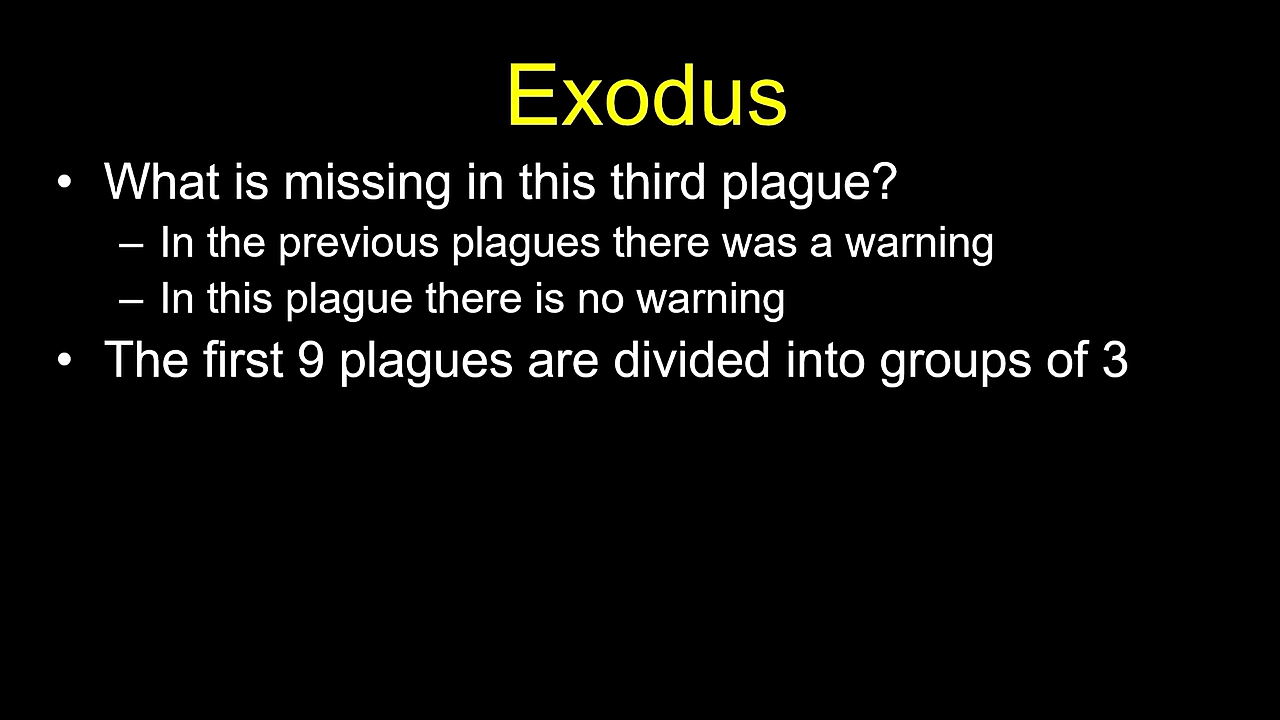 Exodus
• What is missing in this third plague?
– In the previous plagues there was a warning
– In this plague there is no warning
• The first 9 plagues are divided into groups of 3